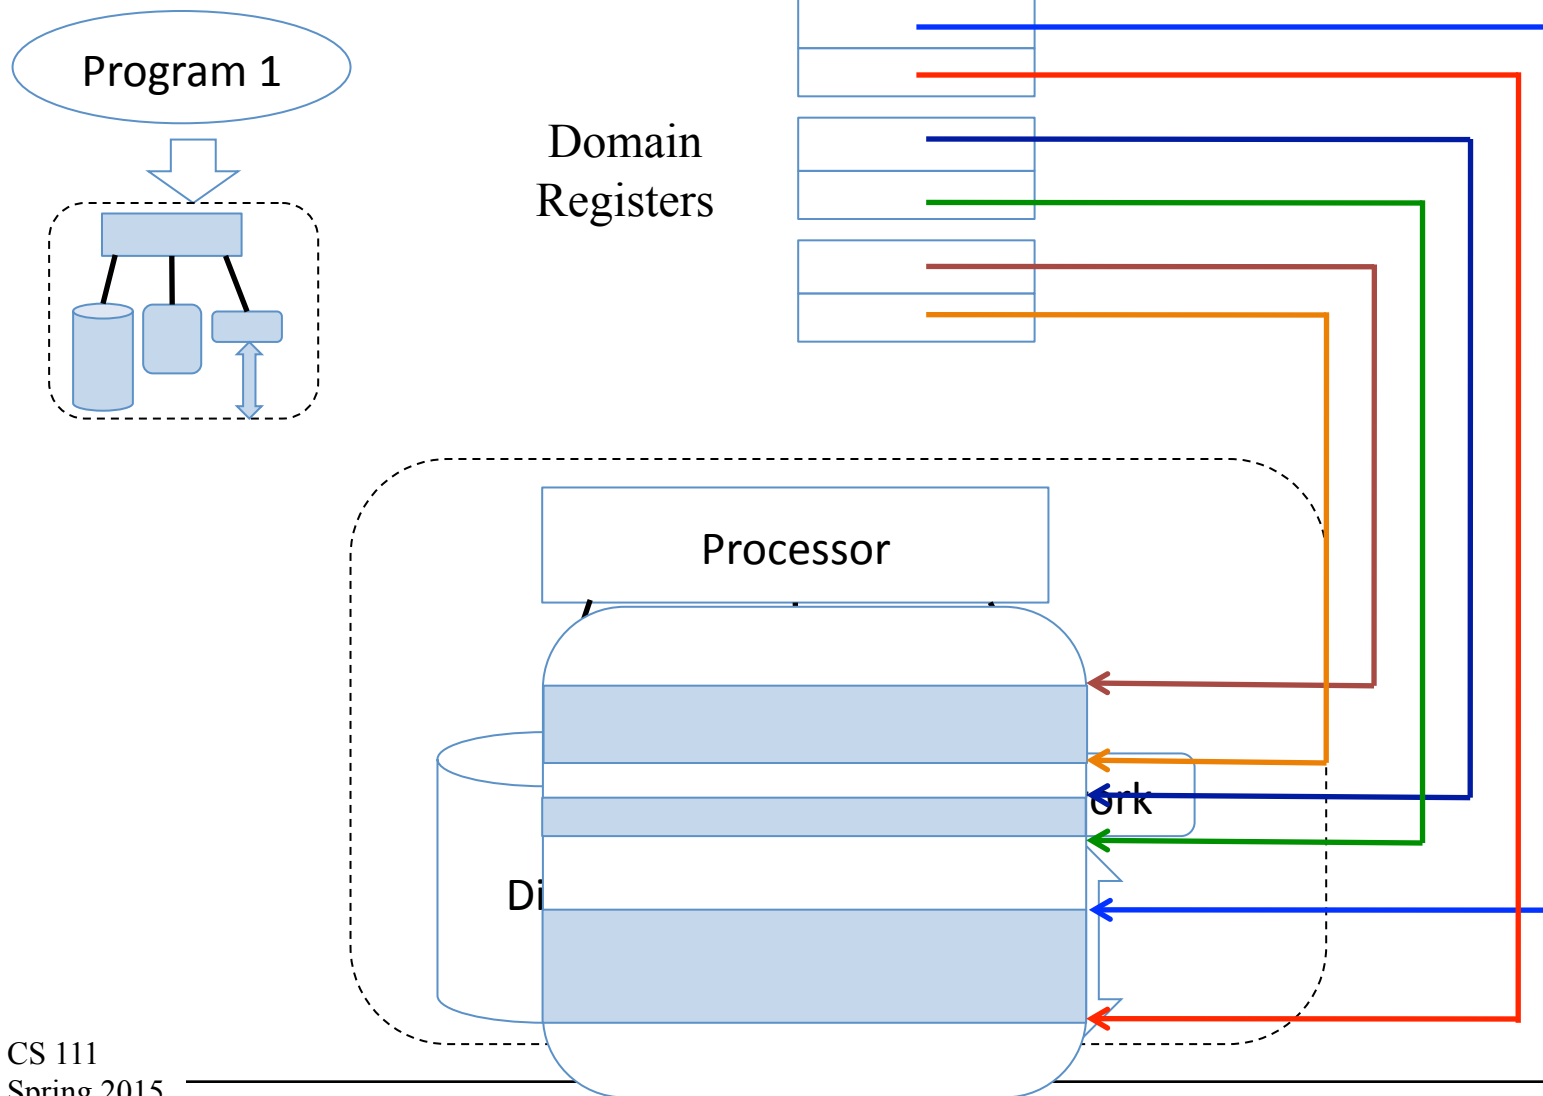 Program 1
Domain
Registers
Processor
ork
Di
CS 111
Spring 2015